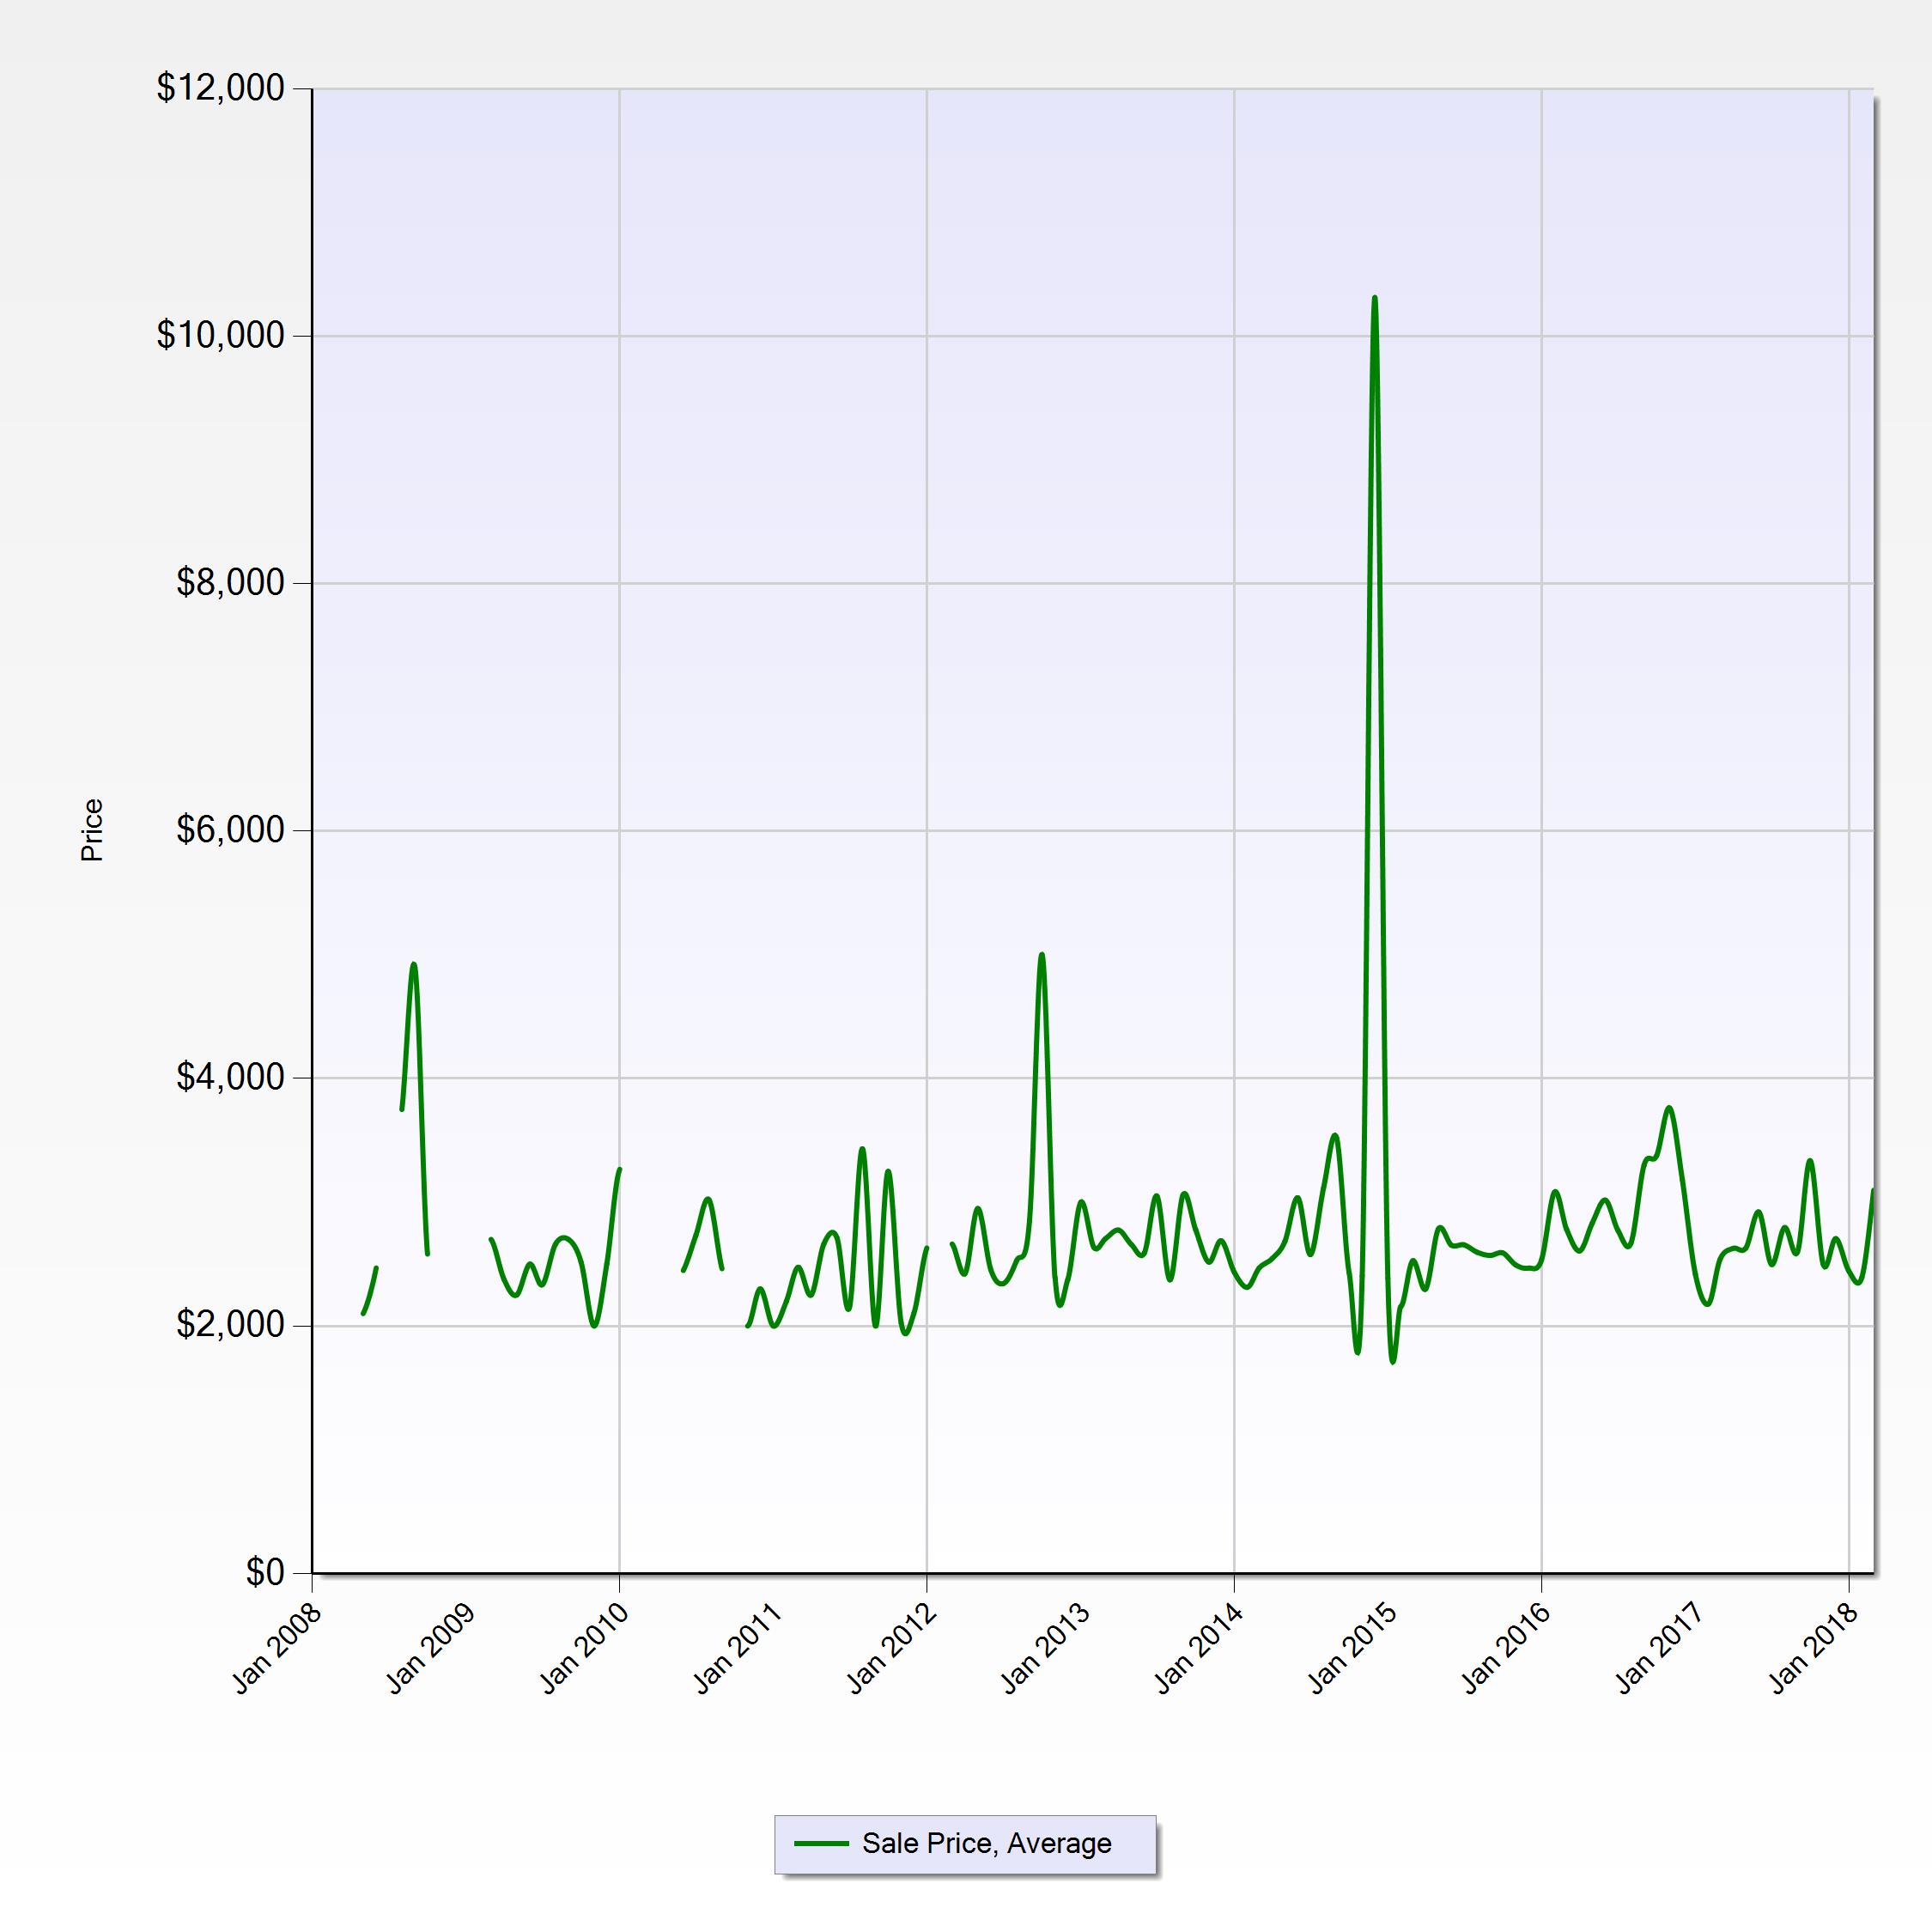 $12,000
$10,000
$8,000
$6,000
$4,000
$2,000
$0
Price
Jan 2008
Jan 2009
Jan 2010
Jan 2011
Jan 2012
Jan 2013
Jan 2014
Jan 2015
Jan 2016
Jan 2017
Jan 2018
Sale Price, Average